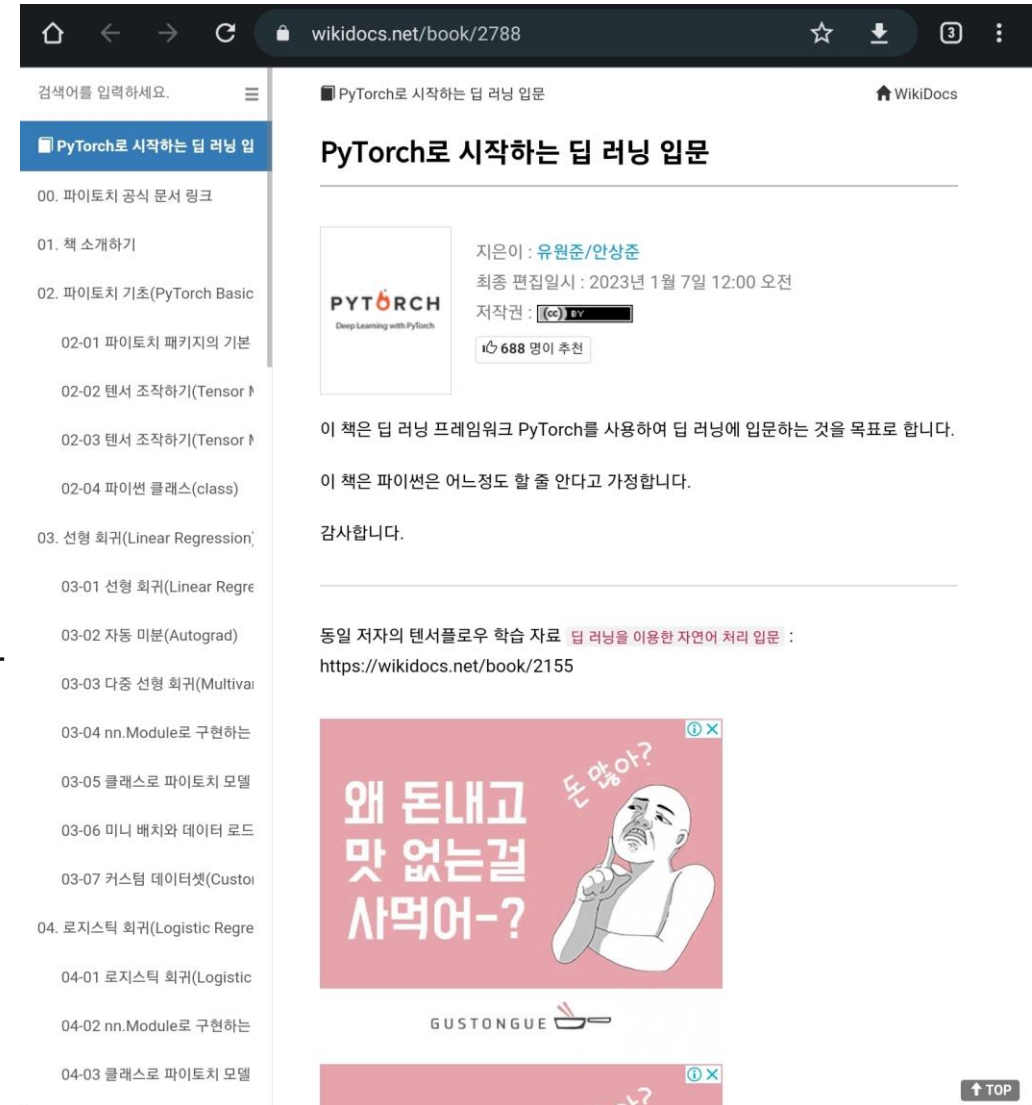 wikidocs.net/book/2788
3
검색어를 입력하세요.
PyTorch로 시작하는 딥 러닝 입
00. 파이토치 공식 문서 링크
01. 책 소개하기
02. 파이토치 기초(PyTorch Basic
02-01 파이토치 패키지의 기본
02-02 텐서 조작하기(Tensor M
02-03 텐서 조작하기(Tensor M
02-04 파이썬 클래스(class)
03. 선형 회귀(Linear Regression)
03-01 선형 회귀(Linear Regre
03-02 자동 미분(Autograd)
03-03 다중 선형 회귀(Multivar
03-04 nn.Module로 구현하는
03-05 클래스로 파이토치 모델
03-06 미니 배치와 데이터 로드
03-07 커스텀 데이터셋(Custo
04. 로지스틱 회귀(Logistic Regre
04-01 로지스틱 회귀(Logistic
04-02 nn.Module로 구현하는
04-03 클래스로 파이토치 모델
PyTorch로 시작하는 딥 러닝 입문
WikiDocs
PyTorch로 시작하는 딥 러닝 입문
PYTORCH
Deep Learning with PyTorch
지은이 : 유원준/안상준
최종 편집일시 : 2023년 1월 7일 12:00 오전
저작권 : (cc) BY
688 명이 추천
이 책은 딥 러닝 프레임워크 PyTorch를 사용하여 딥 러닝에 입문하는 것을 목표로 합니다.
이 책은 파이썬은 어느정도 할 줄 안다고 가정합니다.
감사합니다.
동일 저자의 텐서플로우 학습 자료 딥 러닝을 이용한 자연어 처리 입문 :
https://wikidocs.net/book/2155
돈 많아?
왜 돈내고
맛 없는걸
사먹어-?
GUSTONGUE
TOP